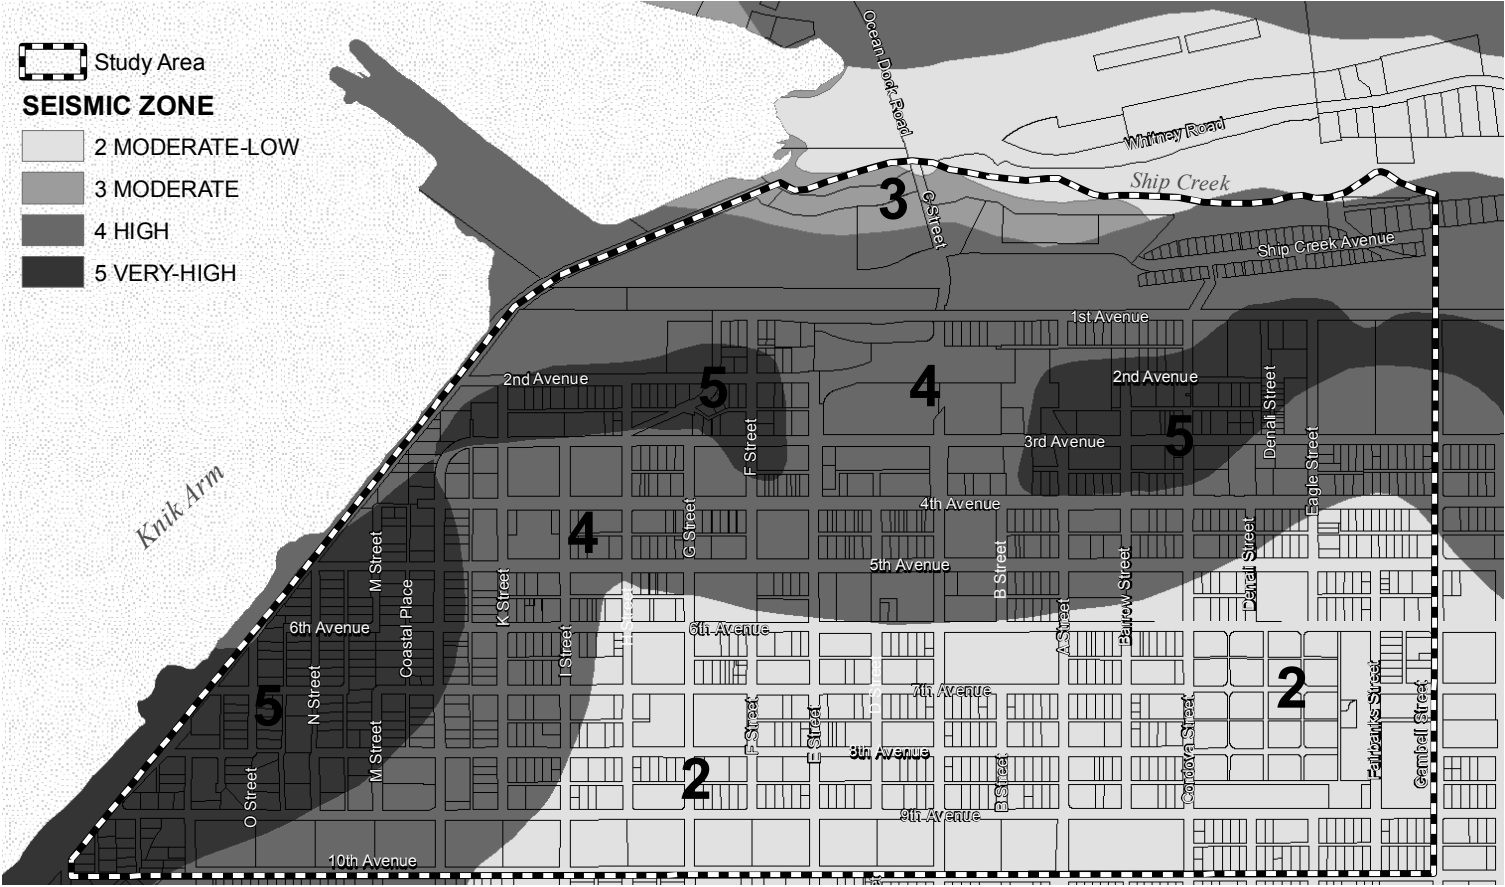 Study Area
SEISMIC ZONE
2 MODERATE-LOW
3 MODERATE
4 HIGH
5 VERY-HIGH
Ocean Dock Road
Whitney Road
Ship Creek
3
C Street
Ship Creek Avenue
1st Avenue
2nd Avenue
5
4
2nd Avenue
Denali Street
F Street
3rd Avenue
5
Eagle Street
Knik Arm
4th Avenue
G Street
4
M Street
5th Avenue
B Street
Denali Street
Barrow Street
K Street
Coastal Place
H Street
A Street
6th Avenue
6th Avenue
I Street
N Street
5
7th Avenue
D Street
2
Fairbanks Street
Gambell Street
Cordova Street
F Street
E Street
M Street
8th Avenue
2
B Street
O Street
9th Avenue
10th Avenue